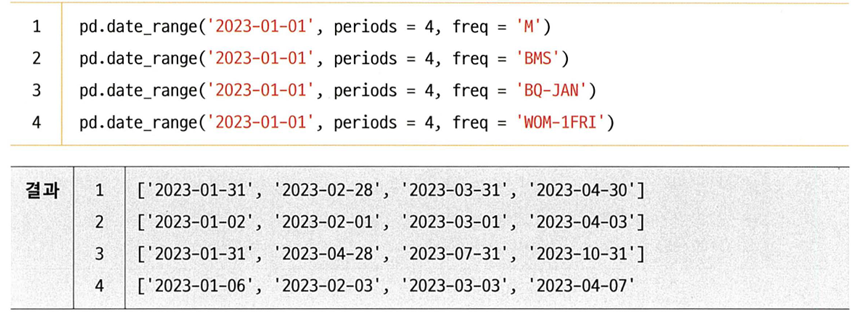 1 pd.date_range('2023-01-01', periods = 4, freq = 'M')
2 pd.date_range('2023-01-01', periods = 4, freq = 'BMS')
3 pd.date_range('2023-01-01', periods = 4, freq = 'BQ-JAN')
4 pd.date_range('2023-01-01', periods = 4, freq = 'WOM-1FRI')
결과 1 ['2023-01-31', '2023-02-28', '2023-03-31', '2023-04-30']
2 ['2023-01-02', '2023-02-01', '2023-03-01', '2023-04-03']
3 ['2023-01-31', '2023-04-28', '2023-07-31', '2023-10-31']
4 ['2023-01-06', '2023-02-03', '2023-03-03', '2023-04-07'